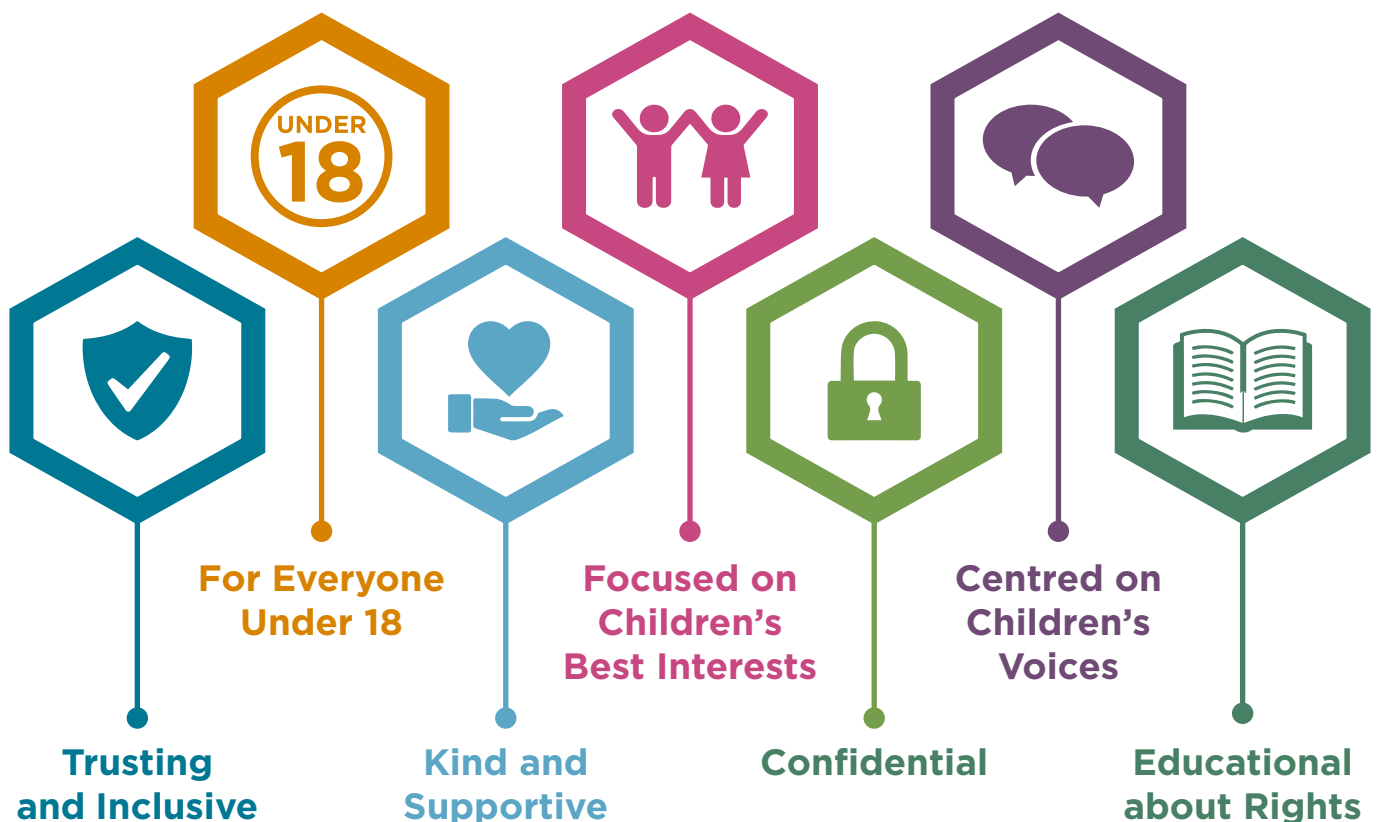 UNDER
18
For Everyone
Under 18
Focused on
Children’s
Best Interests
Centred on
Children’s
Voices
Trusting
and Inclusive
Kind and
Supportive
Confidential
Educational
about Rights